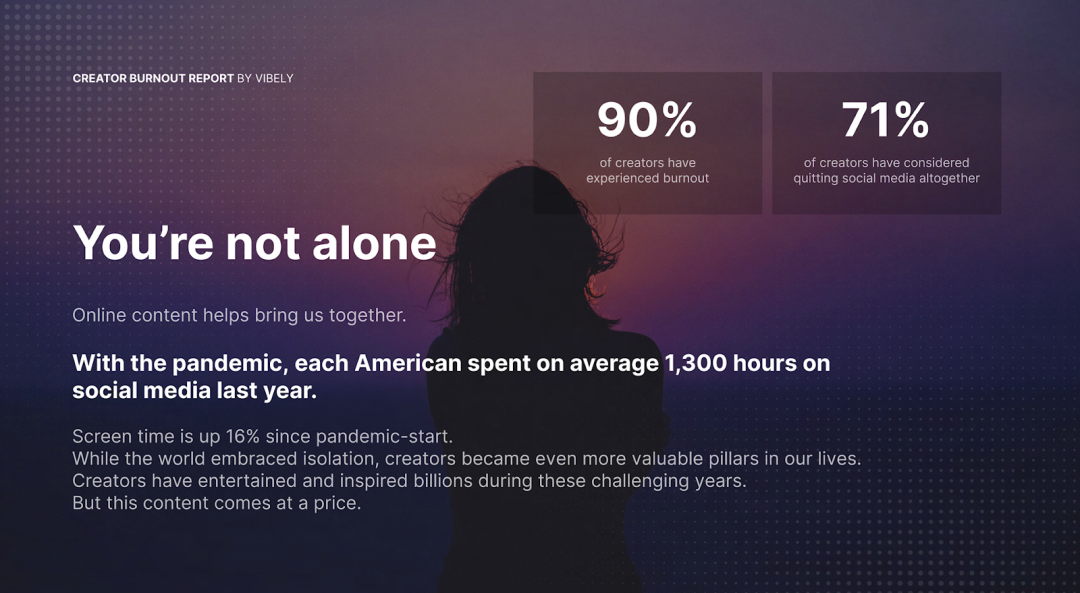 CREATOR BURNOUT REPORT BY VIBELY
90%
of creators have
experienced burnout
71%
of creators have considered
quitting social media altogether
You’re not alone
Online content helps bring us together.
With the pandemic, each American spent on average 1,300 hours on
social media last year.
Screen time is up 16% since pandemic-start.
While the world embraced isolation, creators became even more valuable pillars in our lives.
Creators have entertained and inspired billions during these challenging years.
But this content comes at a price.